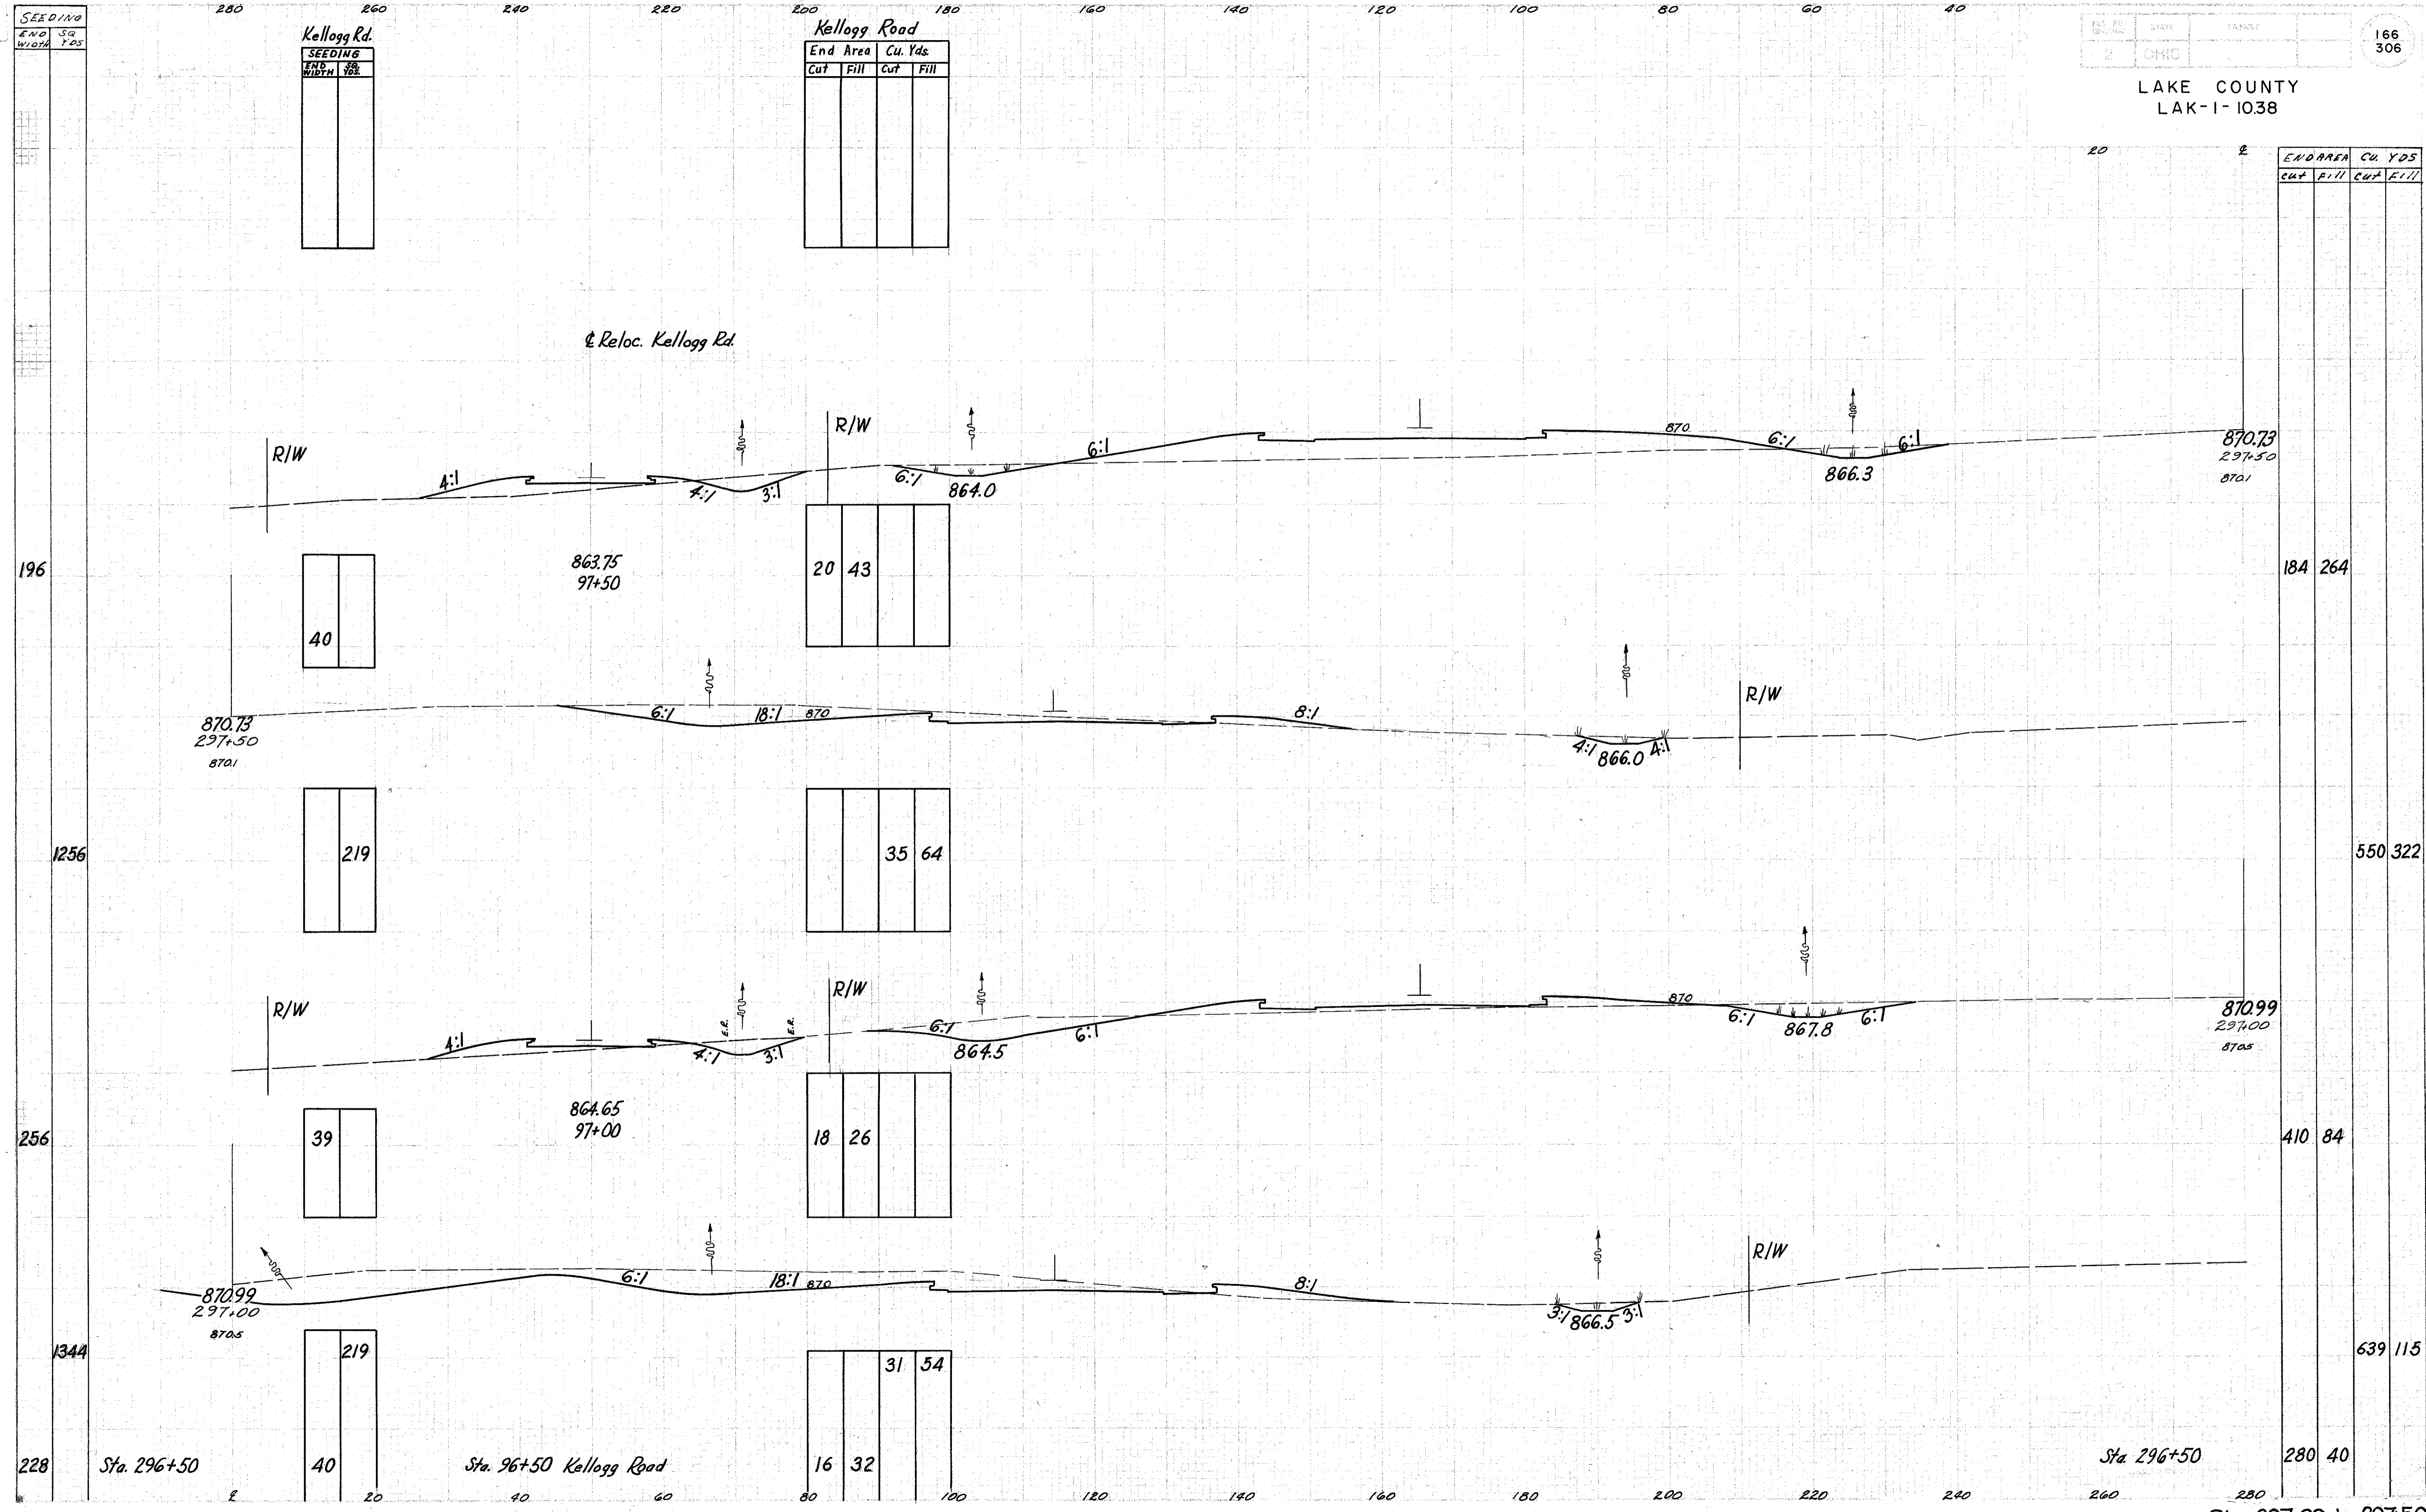 280 260 240 220 200 180 160 140 120 100 80 60 40
SEEDING
END WIDTH SQ YDS
Kellogg Rd.
SEEDING
END WIDTH SQ. YDS.
Kellogg Road
End Area Cu. Yds.
Cut Fill Cut Fill
2 OHIO
166
306
LAKE COUNTY
LAK-1-10.38
20 ℄
END AREA CU. YDS
Cut Fill Cut Fill
℄ Reloc. Kellogg Rd.
R/W 4:1 4:1 3:1 R/W 6:1 864.0 6:1 870 6:1 866.3 6:1 870.73
297+50
870.1
196 863.75 20 43 184 264
97+50
40
870.73 6:1 18:1 870 8:1 4:1 866.0 4:1 R/W
297+50
870.1
1256 219 35 64 550 322
R/W 4:1 4:1 E.R. 3:1 E.R. R/W 6:1 864.5 6:1 870 6:1 867.8 6:1 870.99
297+00
870.5
864.65
97+00
256 39 18 26 410 84
870.99 6:1 18:1 870 8:1 3:1 866.5 3:1 R/W
297+00
870.5
1344 219 31 54 639 115
228 Sta. 296+50 40 Sta. 96+50 Kellogg Road 16 32 Sta. 296+50 280 40
℄ 20 40 60 80 100 120 140 160 180 200 220 240 260 280